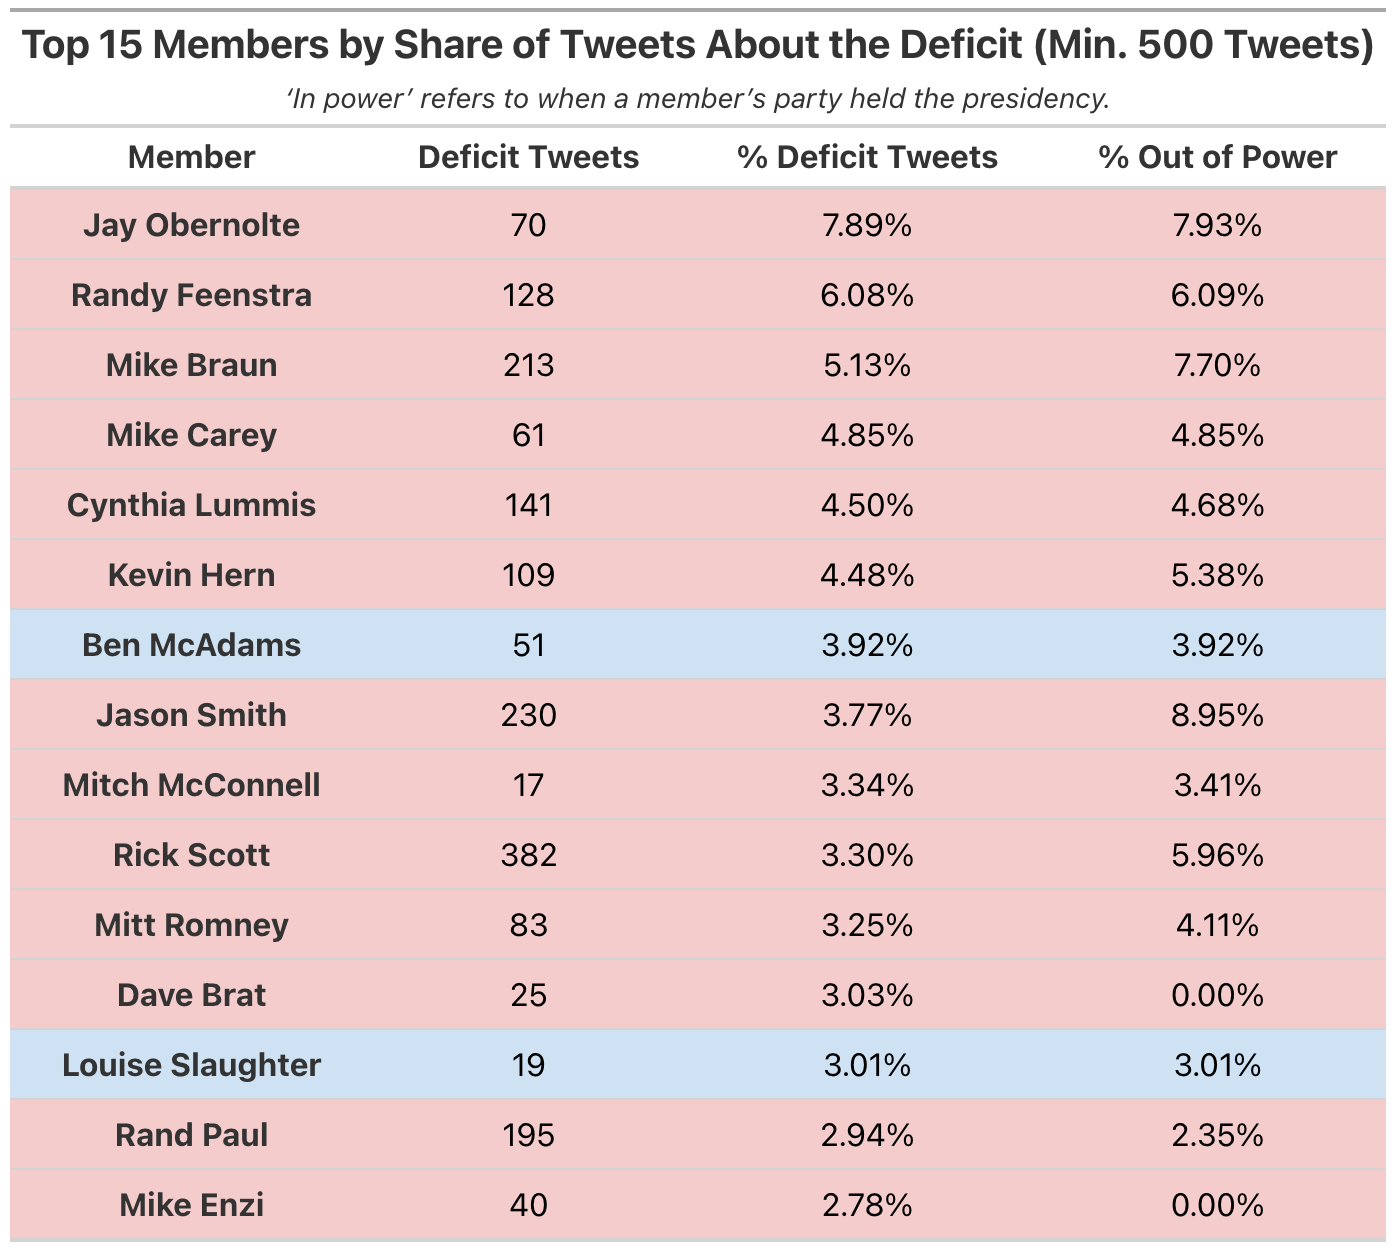 Top 15 Members by Share of Tweets About the Deficit (Min. 500 Tweets)
‘In power’ refers to when a member’s party held the presidency.
Member Deficit Tweets % Deficit Tweets % Out of Power
Jay Obernolte 70 7.89% 7.93%
Randy Feenstra 128 6.08% 6.09%
Mike Braun 213 5.13% 7.70%
Mike Carey 61 4.85% 4.85%
Cynthia Lummis 141 4.50% 4.68%
Kevin Hern 109 4.48% 5.38%
Ben McAdams 51 3.92% 3.92%
Jason Smith 230 3.77% 8.95%
Mitch McConnell 17 3.34% 3.41%
Rick Scott 382 3.30% 5.96%
Mitt Romney 83 3.25% 4.11%
Dave Brat 25 3.03% 0.00%
Louise Slaughter 19 3.01% 3.01%
Rand Paul 195 2.94% 2.35%
Mike Enzi 40 2.78% 0.00%